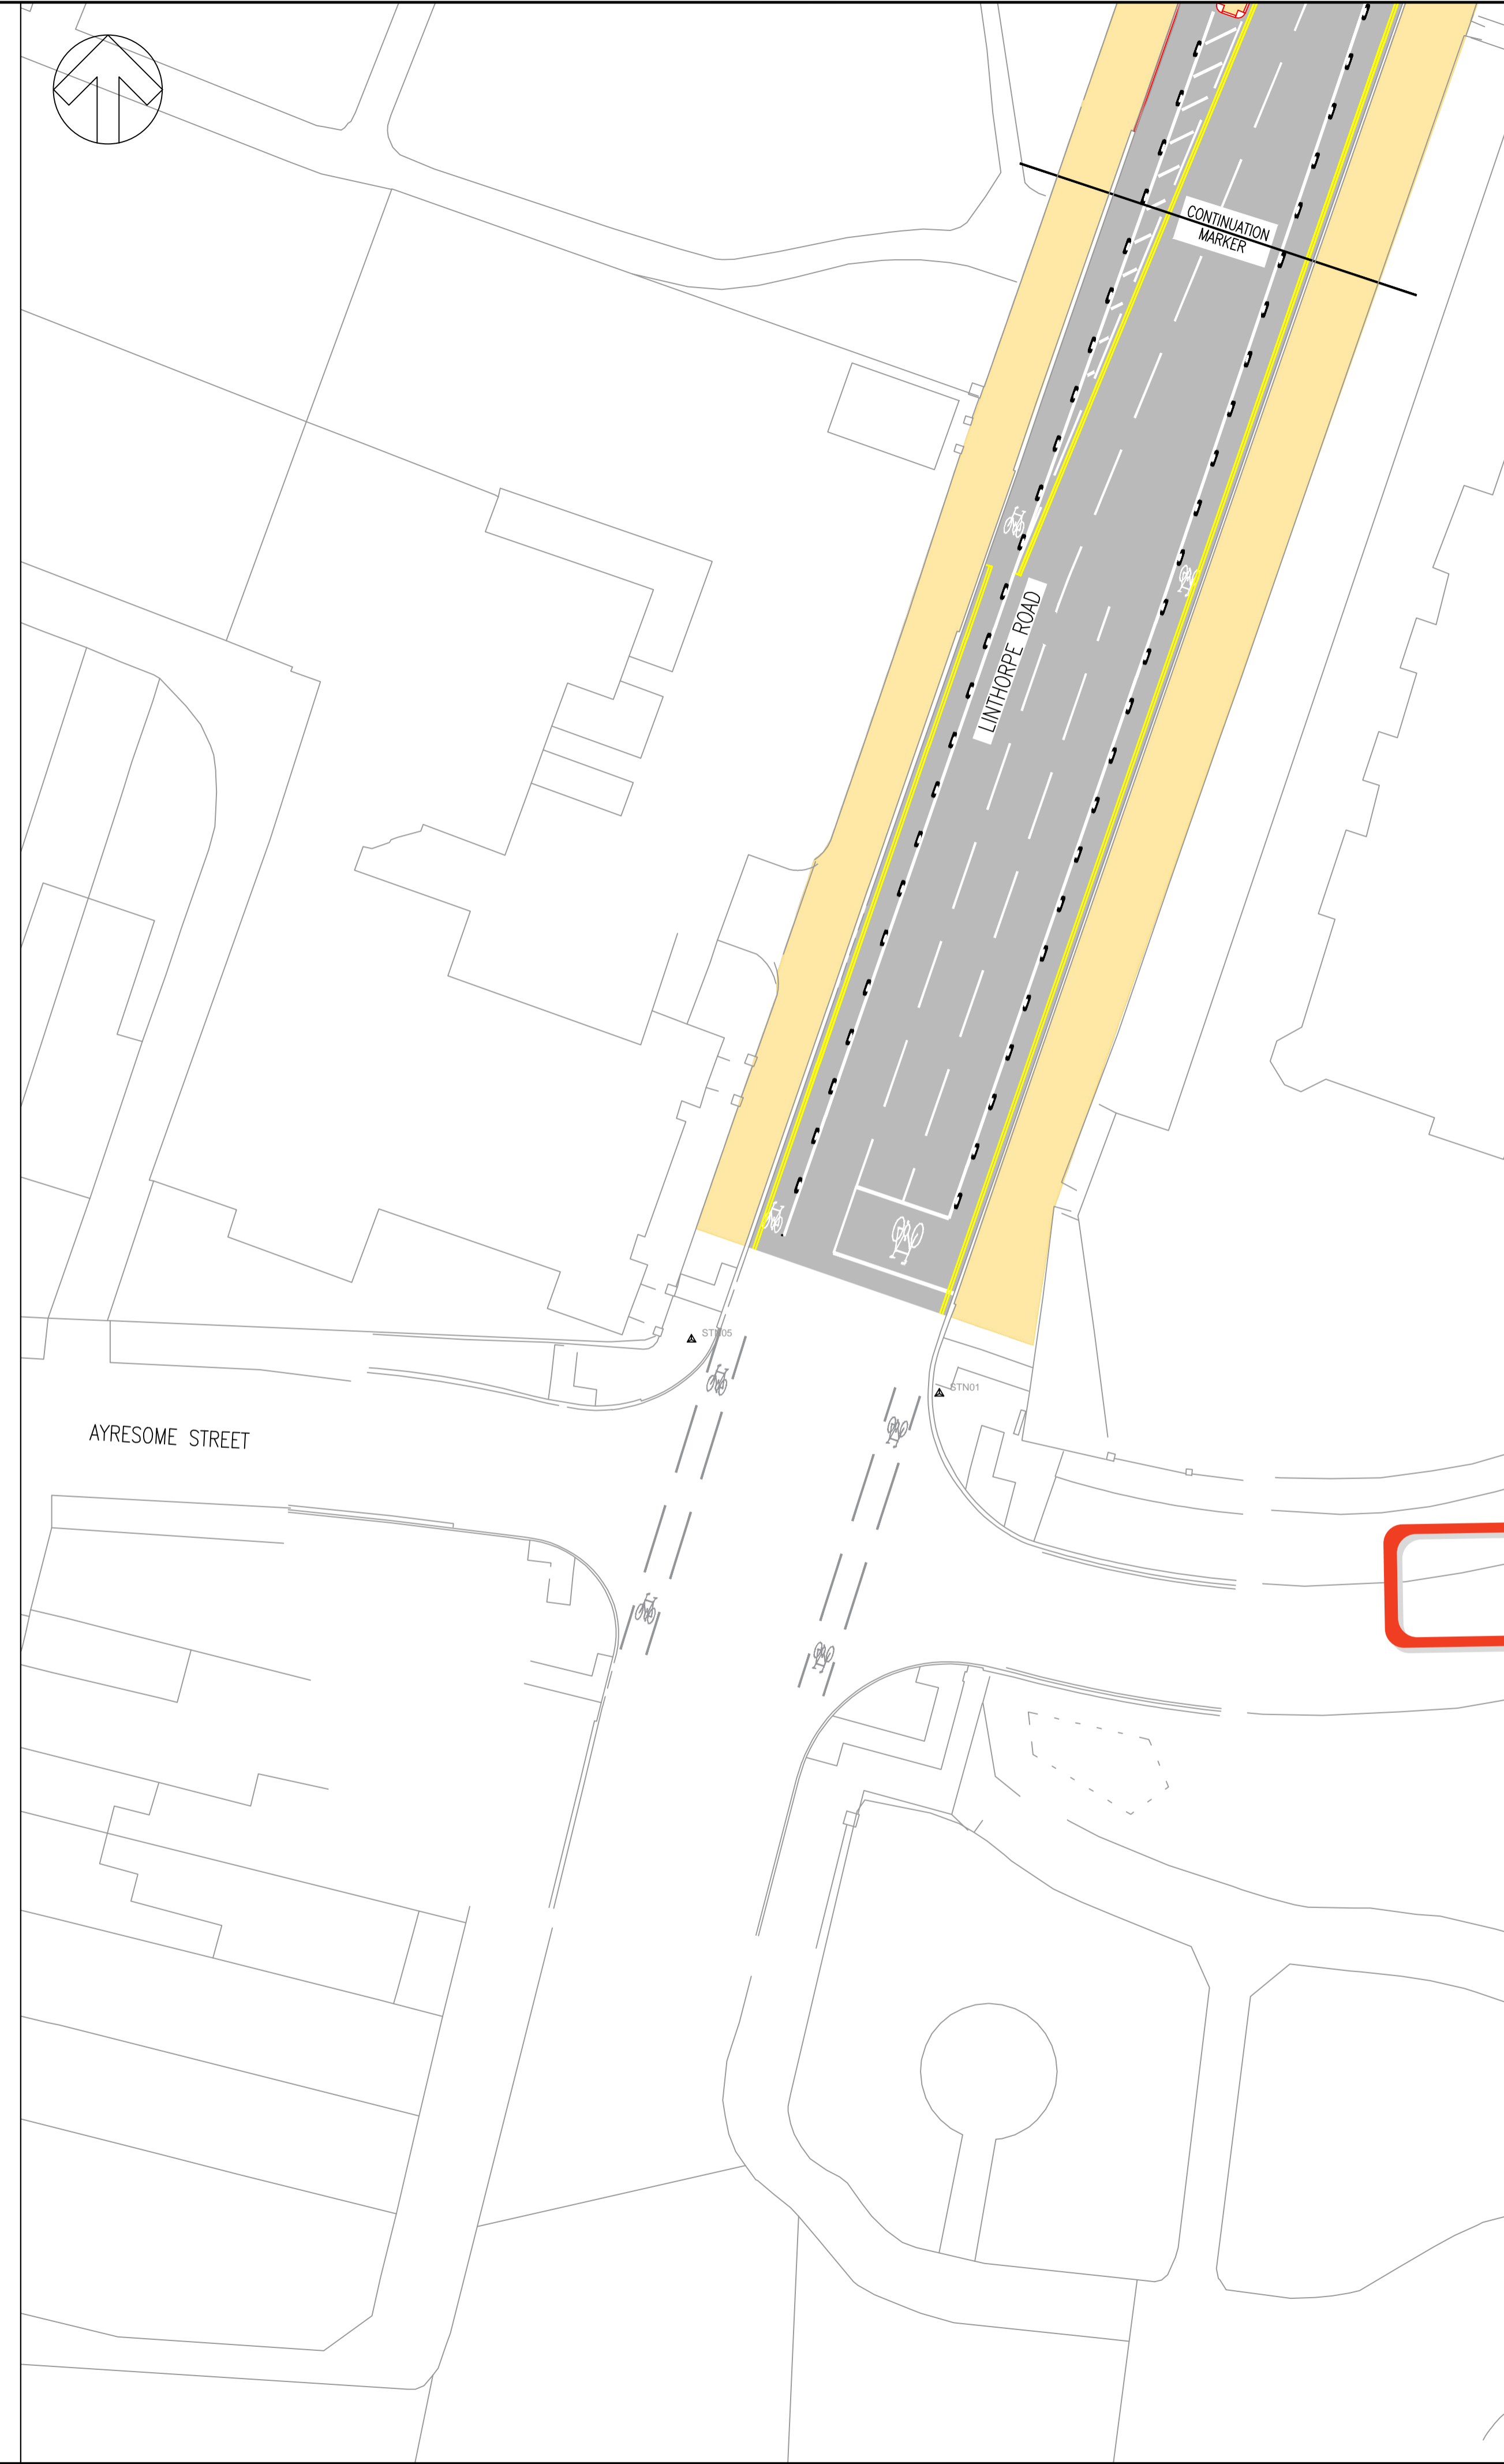 CONTINUATION
MARKER
LINTHORPE ROAD
STN05
STN01
AYRESOME STREET